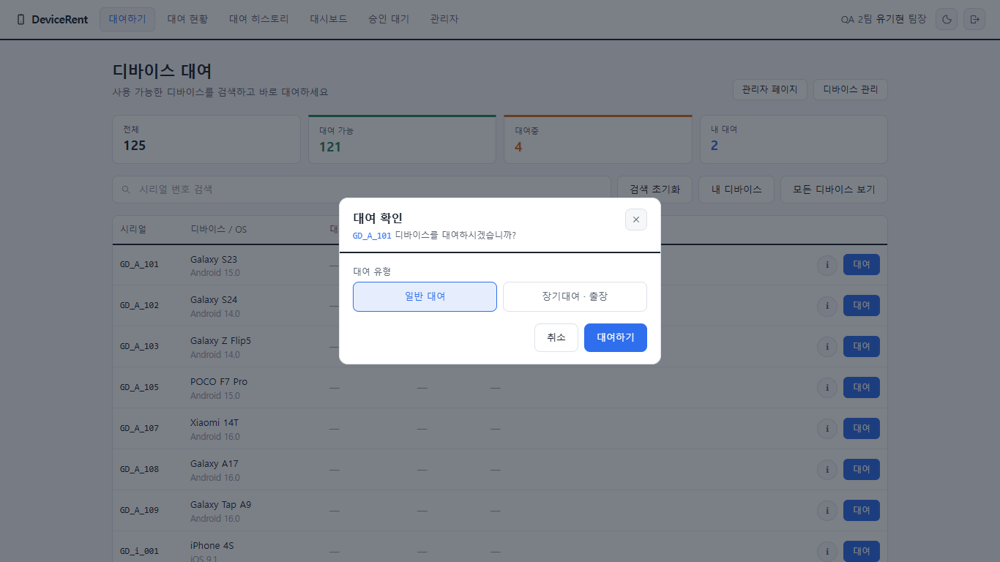 DeviceRent 대여하기 대여 현황 대여 히스토리 대시보드 승인 대기 관리자 QA 2팀 유기현 팀장
디바이스 대여
사용 가능한 디바이스를 검색하고 바로 대여하세요
관리자 페이지 디바이스 관리
전체 대여 가능 대여중 내 대여
125 121 4 2
시리얼 번호 검색 검색 초기화 내 디바이스 모든 디바이스 보기
대여 확인
GD_A_101 디바이스를 대여하시겠습니까?
대여 유형
일반 대여 장기대여 · 출장
취소 대여하기
시리얼 디바이스 / OS 대
GD_A_101 Galaxy S23 — i 대여
Android 15.0
GD_A_102 Galaxy S24 — i 대여
Android 14.0
GD_A_103 Galaxy Z Flip5 — i 대여
Android 14.0
GD_A_105 POCO F7 Pro — — — i 대여
Android 15.0
GD_A_107 Xiaomi 14T — — — i 대여
Android 16.0
GD_A_108 Galaxy A17 — — — i 대여
Android 16.0
GD_A_109 Galaxy Tap A9 — — — i 대여
Android 16.0
GD_i_001 iPhone 4S — — — i 대여
iOS 9.1